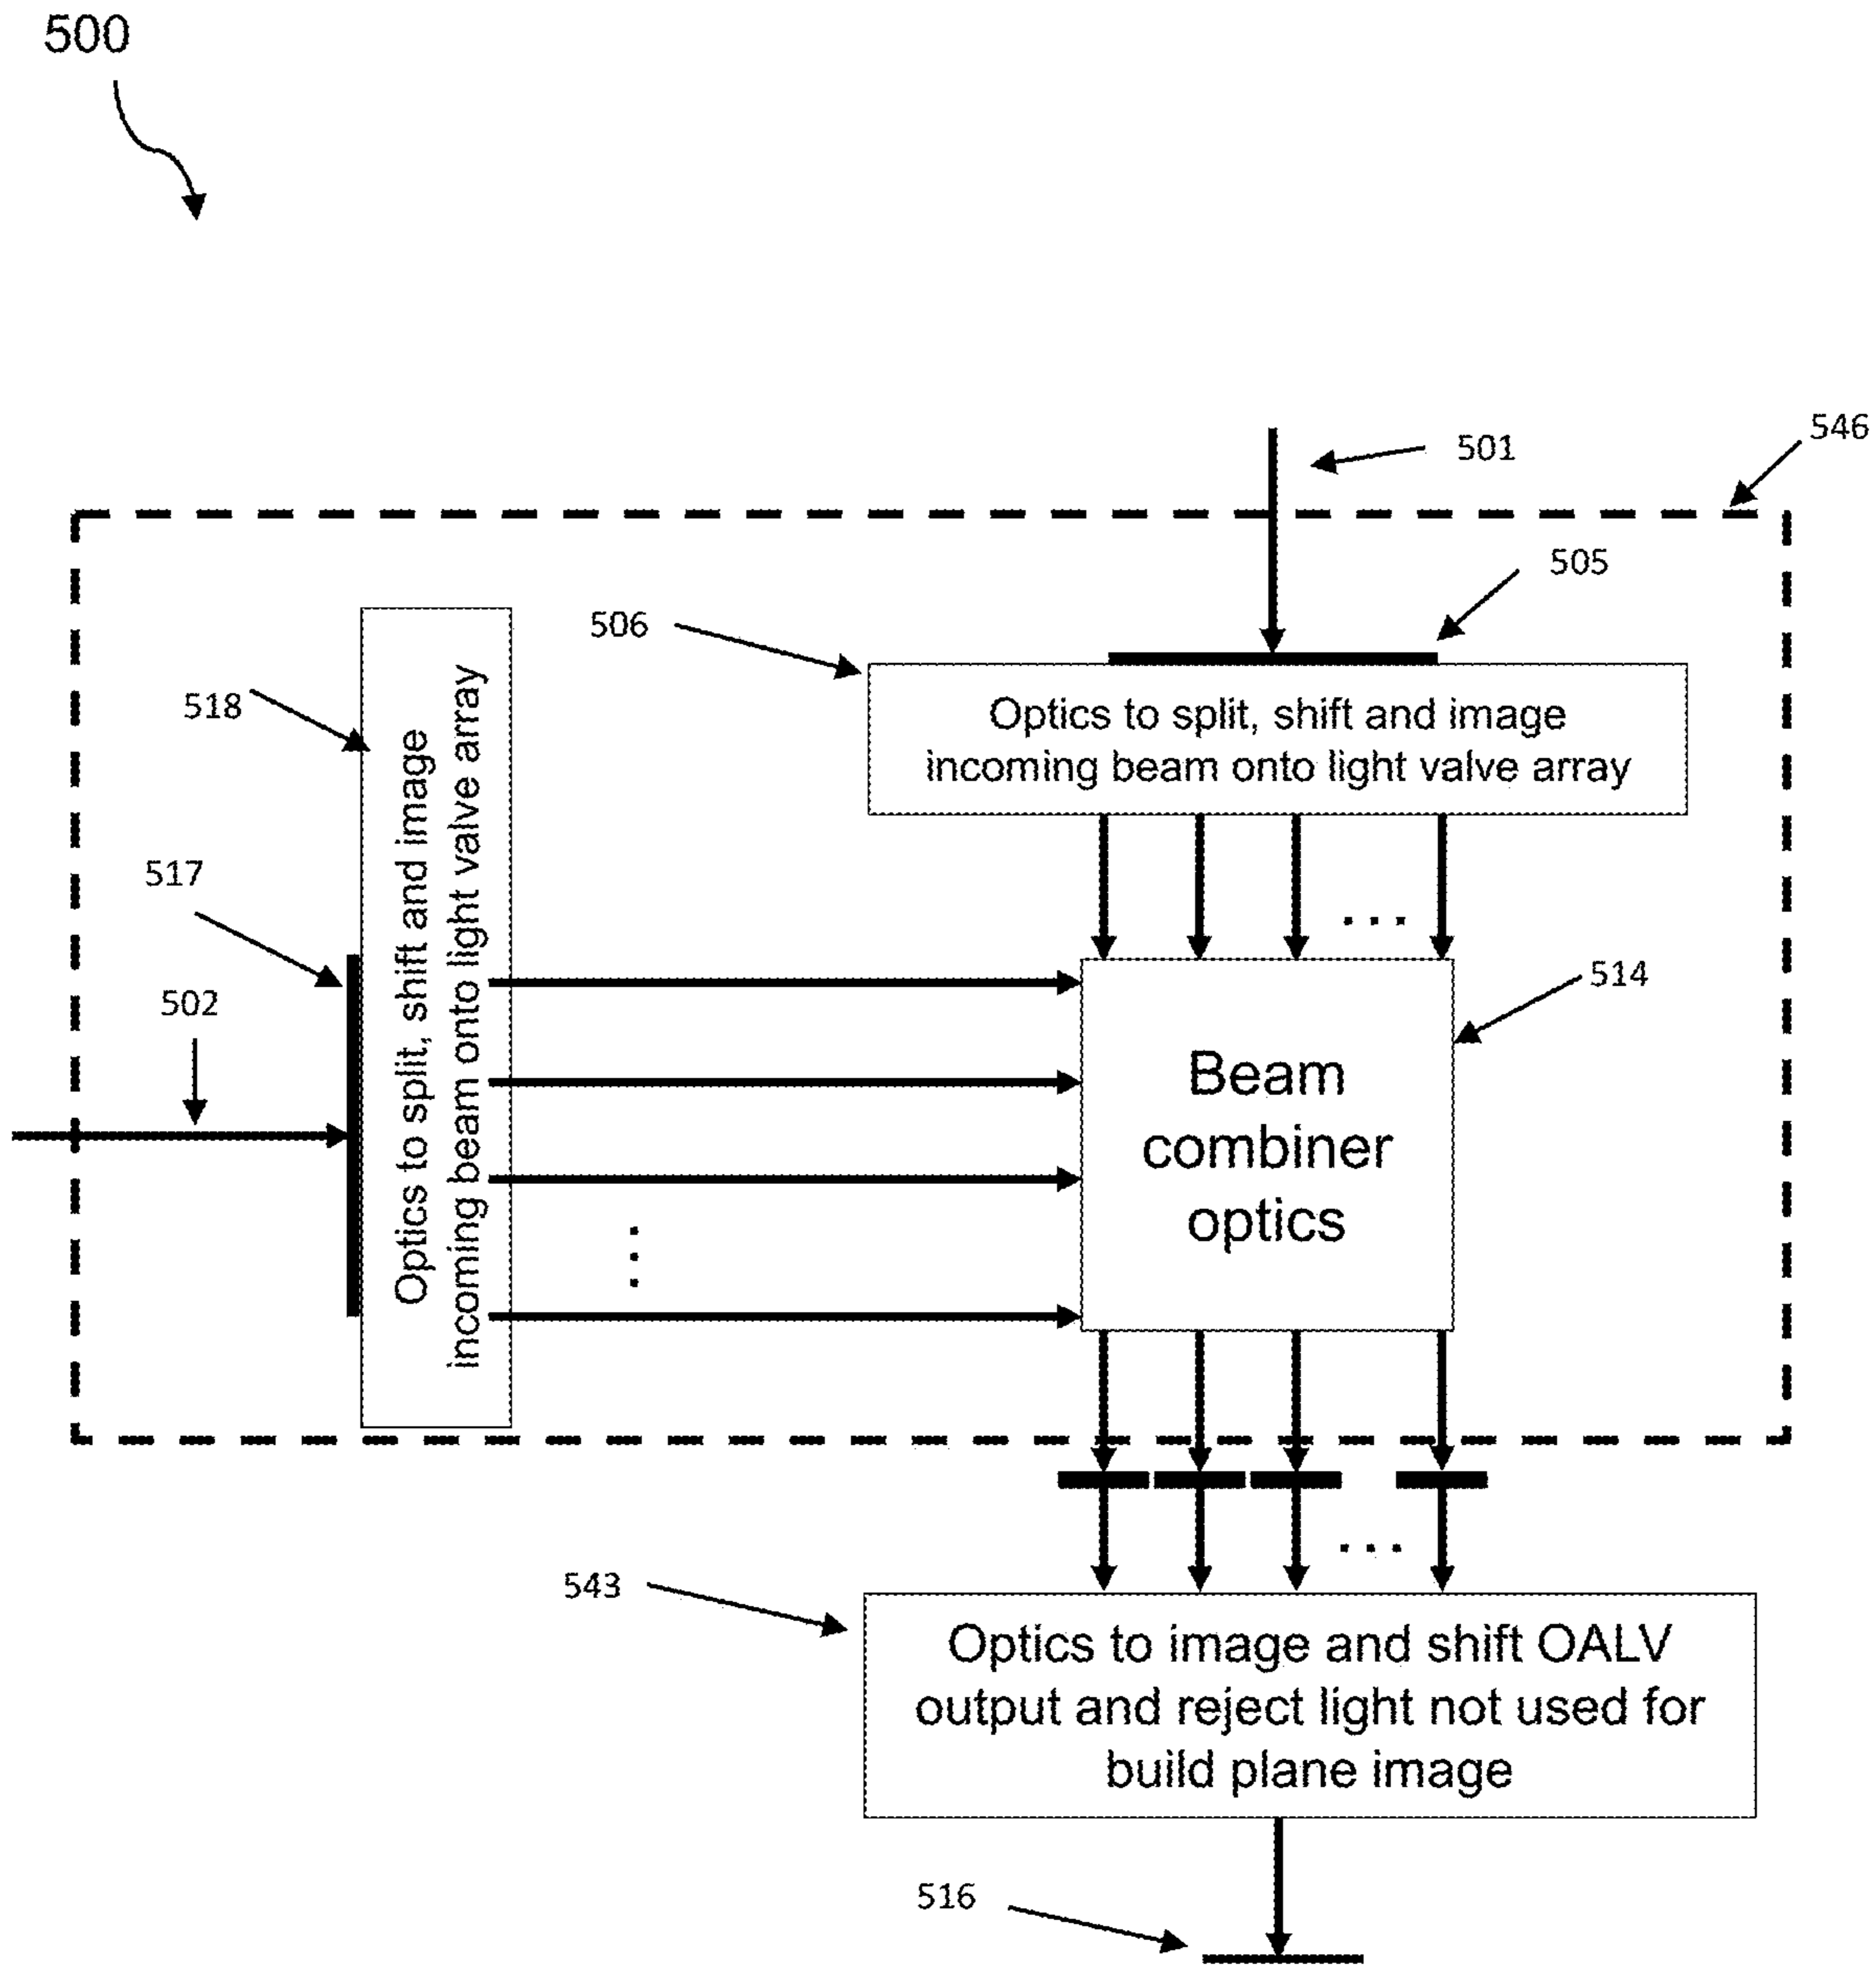 500
546
501
505
506
Optics to split, shift and image
incoming beam onto light valve array
518
Optics to split, shift and image
incoming beam onto light valve array
517
502
...
514
Beam
combiner
optics
...
...
543
Optics to image and shift OALV
output and reject light not used for
build plane image
516